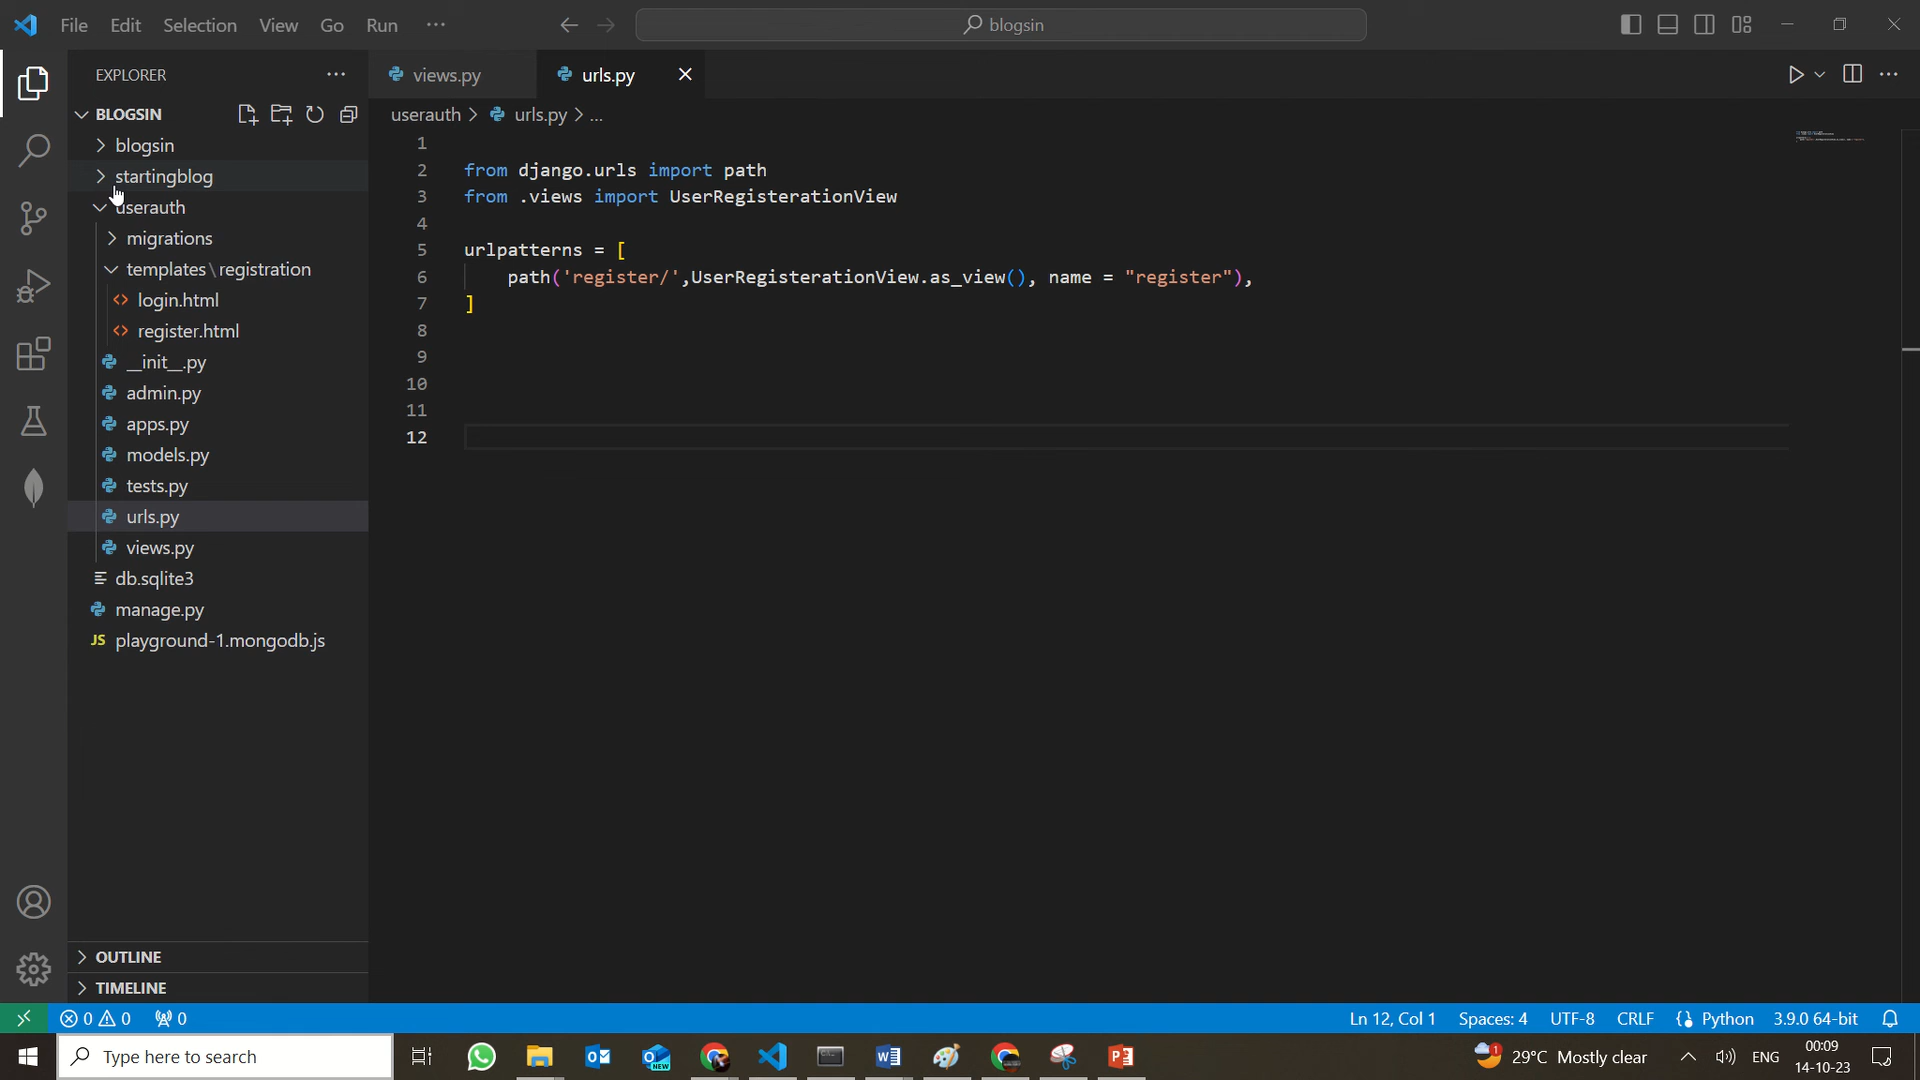 File Edit Selection View Go Run ··· blogsin
EXPLORER ···
views.py
urls.py
BLOGSIN
userauth > urls.py > ...
blogsin
startingblog
userauth
migrations
templates\registration
login.html
register.html
__init__.py
admin.py
apps.py
models.py
tests.py
urls.py
views.py
db.sqlite3
manage.py
JS playground-1.mongodb.js
OUTLINE
TIMELINE
1
2 from django.urls import path
3 from .views import UserRegisterationView
4
5 urlpatterns = [
6 path('register/',UserRegisterationView.as_view(), name = "register"),
7 ]
8
9
10
11
12
0 0 0 Ln 12, Col 1 Spaces: 4 UTF-8 CRLF Python 3.9.0 64-bit
Type here to search
NEW
1 29°C Mostly clear
ENG
00:09
14-10-23